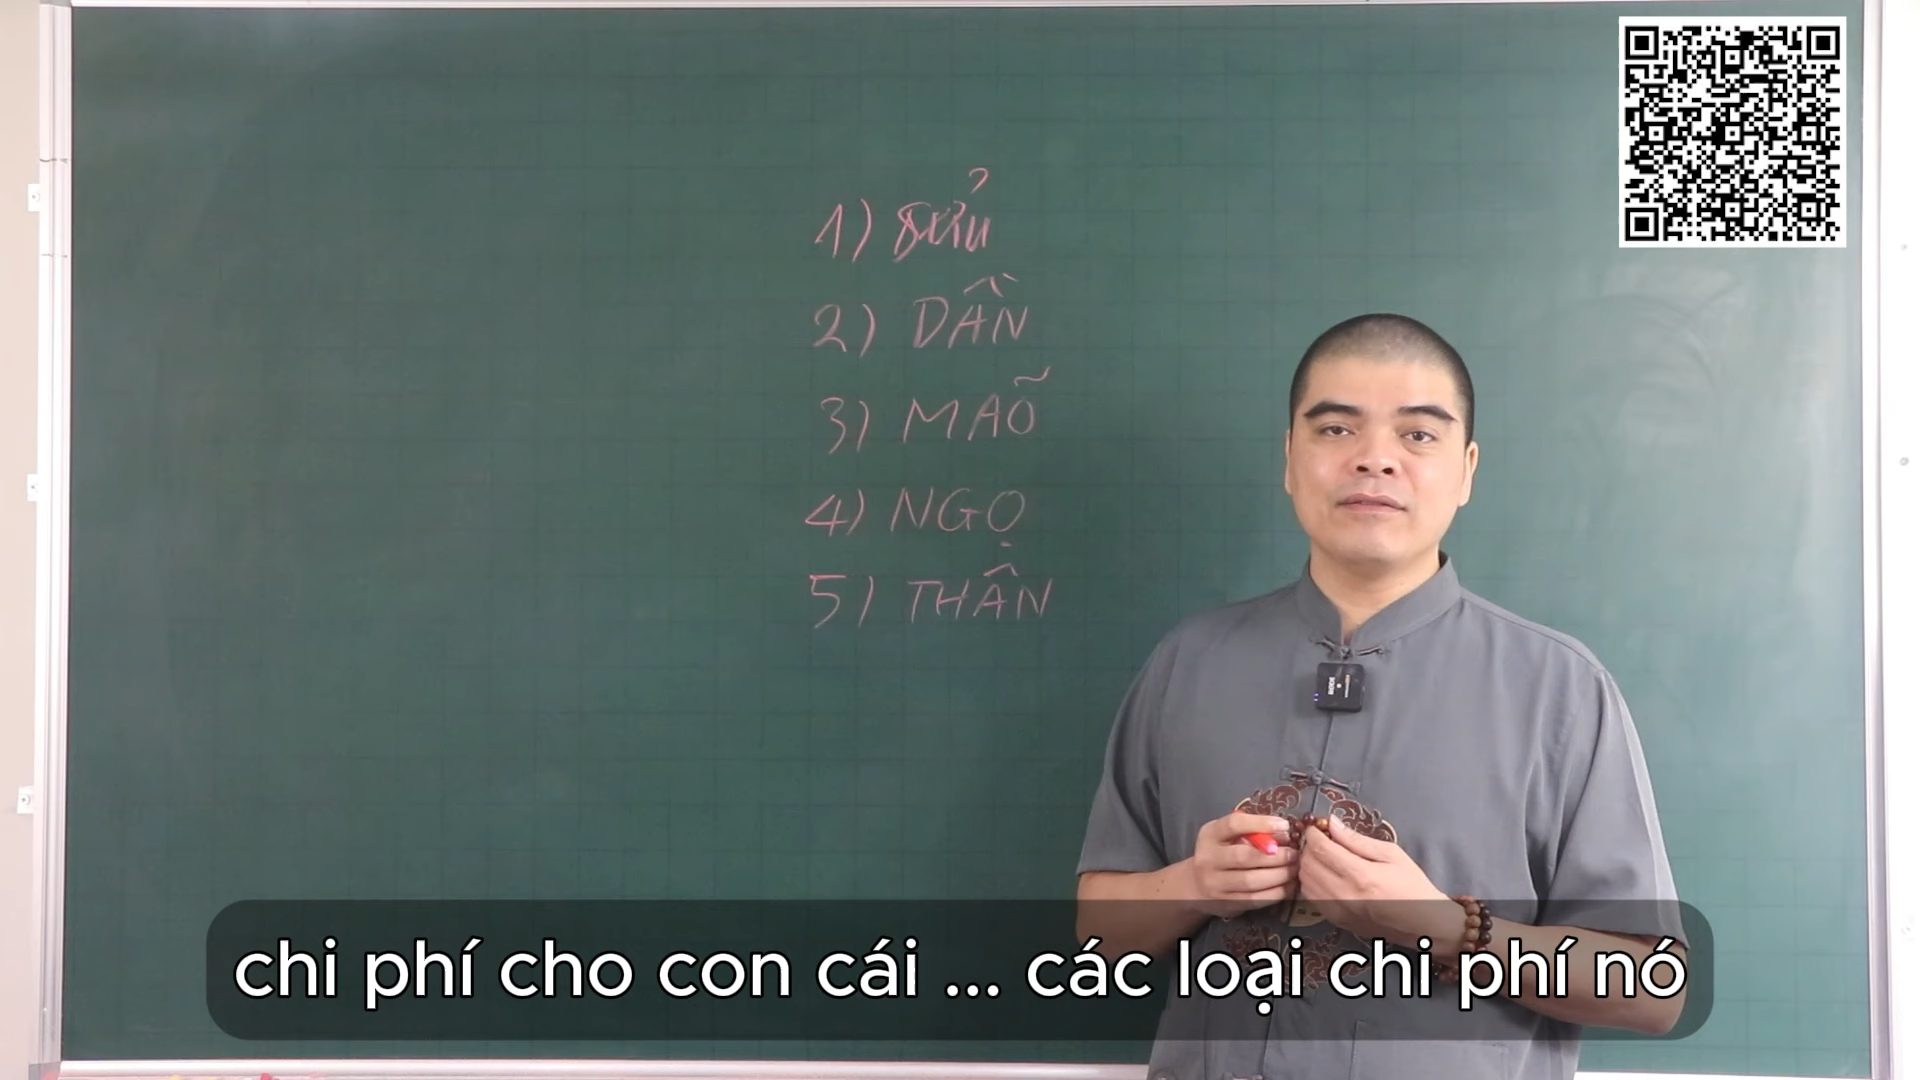 1) SỬU
2) DẦN
3) MAÕ
4) NGỌ
5) THÂN
chi phí cho con cái ... các loại chi phí nó